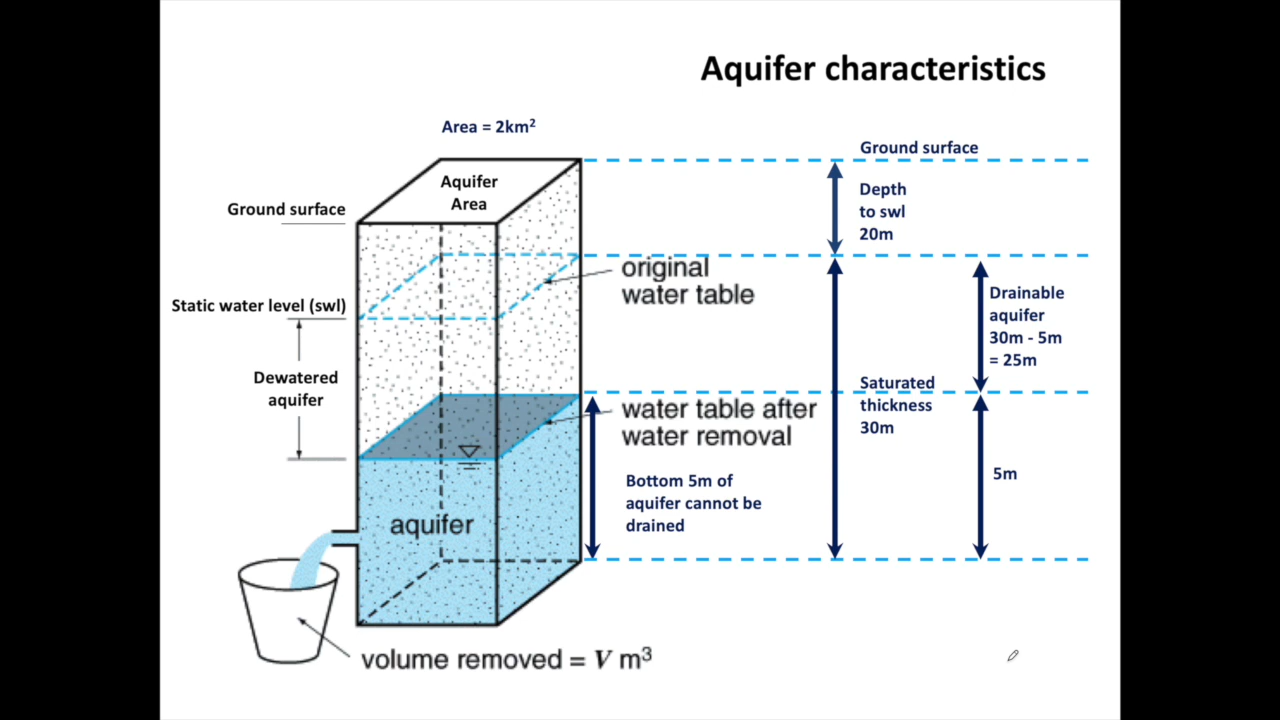 Aquifer characteristics
Area = 2km²
Ground surface
Aquifer
Area
Depth
to swl
20m
Ground surface
original
water table
Static water level (swl)
Drainable
aquifer
30m - 5m
= 25m
Dewatered
aquifer
Saturated
thickness
30m
water table after
water removal
Bottom 5m of
aquifer cannot be
drained
5m
aquifer
volume removed = V m³